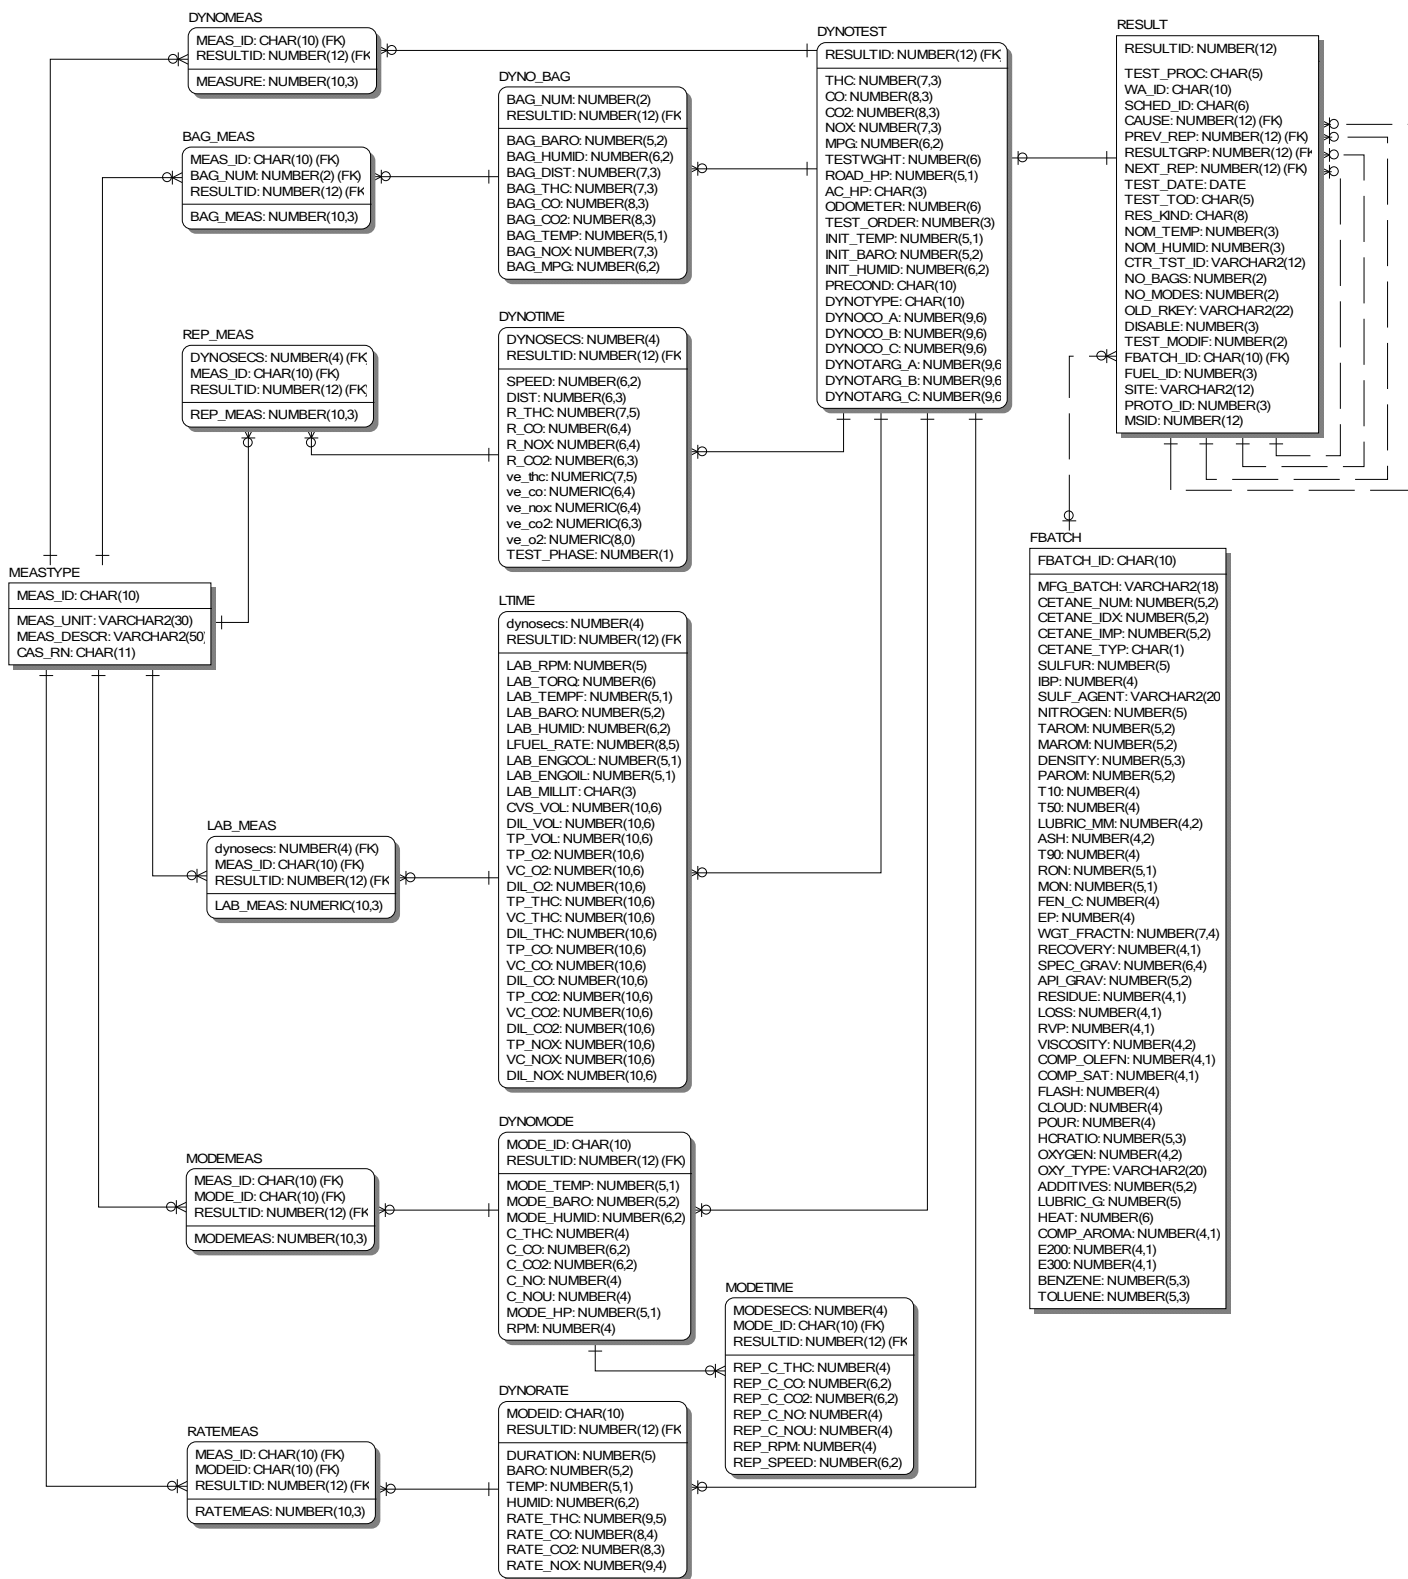 DYNOMEAS
MEAS_ID: CHAR(10) (FK)
RESULTID: NUMBER(12) (FK
MEASURE: NUMBER(10,3)
BAG_MEAS
MEAS_ID: CHAR(10) (FK)
BAG_NUM: NUMBER(2) (FK)
RESULTID: NUMBER(12) (FK
BAG_MEAS: NUMBER(10,3)
REP_MEAS
DYNOSECS: NUMBER(4) (FK
MEAS_ID: CHAR(10) (FK)
RESULTID: NUMBER(12) (FK
REP_MEAS: NUMBER(10,3)
MEASTYPE
MEAS_ID: CHAR(10)
MEAS_UNIT: VARCHAR2(30)
MEAS_DESCR: VARCHAR2(50)
CAS_RN: CHAR(11)
LAB_MEAS
dynosecs: NUMBER(4) (FK)
MEAS_ID: CHAR(10) (FK)
RESULTID: NUMBER(12) (FK
LAB_MEAS: NUMERIC(10,3)
MODEMEAS
MEAS_ID: CHAR(10) (FK)
MODE_ID: CHAR(10) (FK)
RESULTID: NUMBER(12) (FK
MODEMEAS: NUMBER(10,3)
RATEMEAS
MEAS_ID: CHAR(10) (FK)
MODEID: CHAR(10) (FK)
RESULTID: NUMBER(12) (FK
RATEMEAS: NUMBER(10,3)
DYNO_BAG
BAG_NUM: NUMBER(2)
RESULTID: NUMBER(12) (FK
BAG_BARO: NUMBER(5,2)
BAG_HUMID: NUMBER(6,2)
BAG_DIST: NUMBER(7,3)
BAG_THC: NUMBER(7,3)
BAG_CO: NUMBER(8,3)
BAG_CO2: NUMBER(8,3)
BAG_TEMP: NUMBER(5,1)
BAG_NOX: NUMBER(7,3)
BAG_MPG: NUMBER(6,2)
DYNOTIME
DYNOSECS: NUMBER(4)
RESULTID: NUMBER(12) (FK
SPEED: NUMBER(6,2)
DIST: NUMBER(6,3)
R_THC: NUMBER(7,5)
R_CO: NUMBER(6,4)
R_NOX: NUMBER(6,4)
R_CO2: NUMBER(6,3)
ve_thc: NUMERIC(7,5)
ve_co: NUMERIC(6,4)
ve_nox: NUMERIC(6,4)
ve_co2: NUMERIC(6,3)
ve_o2: NUMERIC(8,0)
TEST_PHASE: NUMBER(1)
LTIME
dynosecs: NUMBER(4)
RESULTID: NUMBER(12) (FK
LAB_RPM: NUMBER(5)
LAB_TORQ: NUMBER(6)
LAB_TEMPF: NUMBER(5,1)
LAB_BARO: NUMBER(5,2)
LAB_HUMID: NUMBER(6,2)
LFUEL_RATE: NUMBER(8,5)
LAB_ENGCOL: NUMBER(5,1)
LAB_ENGOIL: NUMBER(5,1)
LAB_MILLIT: CHAR(3)
CVS_VOL: NUMBER(10,6)
DIL_VOL: NUMBER(10,6)
TP_VOL: NUMBER(10,6)
TP_O2: NUMBER(10,6)
VC_O2: NUMBER(10,6)
DIL_O2: NUMBER(10,6)
TP_THC: NUMBER(10,6)
VC_THC: NUMBER(10,6)
DIL_THC: NUMBER(10,6)
TP_CO: NUMBER(10,6)
VC_CO: NUMBER(10,6)
DIL_CO: NUMBER(10,6)
TP_CO2: NUMBER(10,6)
VC_CO2: NUMBER(10,6)
DIL_CO2: NUMBER(10,6)
TP_NOX: NUMBER(10,6)
VC_NOX: NUMBER(10,6)
DIL_NOX: NUMBER(10,6)
DYNOMODE
MODE_ID: CHAR(10)
RESULTID: NUMBER(12) (FK)
MODE_TEMP: NUMBER(5,1)
MODE_BARO: NUMBER(5,2)
MODE_HUMID: NUMBER(6,2)
C_THC: NUMBER(4)
C_CO: NUMBER(6,2)
C_CO2: NUMBER(6,2)
C_NO: NUMBER(4)
C_NOU: NUMBER(4)
MODE_HP: NUMBER(5,1)
RPM: NUMBER(4)
DYNORATE
MODEID: CHAR(10)
RESULTID: NUMBER(12) (FK
DURATION: NUMBER(5)
BARO: NUMBER(5,2)
TEMP: NUMBER(5,1)
HUMID: NUMBER(6,2)
RATE_THC: NUMBER(9,5)
RATE_CO: NUMBER(8,4)
RATE_CO2: NUMBER(8,3)
RATE_NOX: NUMBER(9,4)
MODETIME
MODESECS: NUMBER(4)
MODE_ID: CHAR(10) (FK)
RESULTID: NUMBER(12) (FK
REP_C_THC: NUMBER(4)
REP_C_CO: NUMBER(6,2)
REP_C_CO2: NUMBER(6,2)
REP_C_NO: NUMBER(4)
REP_C_NOU: NUMBER(4)
REP_RPM: NUMBER(4)
REP_SPEED: NUMBER(6,2)
DYNOTEST
RESULTID: NUMBER(12) (FK
THC: NUMBER(7,3)
CO: NUMBER(8,3)
CO2: NUMBER(8,3)
NOX: NUMBER(7,3)
MPG: NUMBER(6,2)
TESTWGHT: NUMBER(6)
ROAD_HP: NUMBER(5,1)
AC_HP: CHAR(3)
ODOMETER: NUMBER(6)
TEST_ORDER: NUMBER(3)
INIT_TEMP: NUMBER(5,1)
INIT_BARO: NUMBER(5,2)
INIT_HUMID: NUMBER(6,2)
PRECOND: CHAR(10)
DYNOTYPE: CHAR(10)
DYNOCO_A: NUMBER(9,6)
DYNOCO_B: NUMBER(9,6)
DYNOCO_C: NUMBER(9,6)
DYNOTARG_A: NUMBER(9,6
DYNOTARG_B: NUMBER(9,6
DYNOTARG_C: NUMBER(9,6
RESULT
RESULTID: NUMBER(12)
TEST_PROC: CHAR(5)
WA_ID: CHAR(10)
SCHED_ID: CHAR(6)
CAUSE: NUMBER(12) (FK)
PREV_REP: NUMBER(12) (FK)
RESULTGRP: NUMBER(12) (FK
NEXT_REP: NUMBER(12) (FK)
TEST_DATE: DATE
TEST_TOD: CHAR(5)
RES_KIND: CHAR(8)
NOM_TEMP: NUMBER(3)
NOM_HUMID: NUMBER(3)
CTR_TST_ID: VARCHAR2(12)
NO_BAGS: NUMBER(2)
NO_MODES: NUMBER(2)
OLD_RKEY: VARCHAR2(22)
DISABLE: NUMBER(3)
TEST_MODIF: NUMBER(2)
FBATCH_ID: CHAR(10) (FK)
FUEL_ID: NUMBER(3)
SITE: VARCHAR2(12)
PROTO_ID: NUMBER(3)
MSID: NUMBER(12)
FBATCH
FBATCH_ID: CHAR(10)
MFG_BATCH: VARCHAR2(18)
CETANE_NUM: NUMBER(5,2)
CETANE_IDX: NUMBER(5,2)
CETANE_IMP: NUMBER(5,2)
CETANE_TYP: CHAR(1)
SULFUR: NUMBER(5)
IBP: NUMBER(4)
SULF_AGENT: VARCHAR2(20
NITROGEN: NUMBER(5)
TAROM: NUMBER(5,2)
MAROM: NUMBER(5,2)
DENSITY: NUMBER(5,3)
PAROM: NUMBER(5,2)
T10: NUMBER(4)
T50: NUMBER(4)
LUBRIC_MM: NUMBER(4,2)
ASH: NUMBER(4,2)
T90: NUMBER(4)
RON: NUMBER(5,1)
MON: NUMBER(5,1)
FEN_C: NUMBER(4)
EP: NUMBER(4)
WGT_FRACTN: NUMBER(7,4)
RECOVERY: NUMBER(4,1)
SPEC_GRAV: NUMBER(6,4)
API_GRAV: NUMBER(5,2)
RESIDUE: NUMBER(4,1)
LOSS: NUMBER(4,1)
RVP: NUMBER(4,1)
VISCOSITY: NUMBER(4,2)
COMP_OLEFN: NUMBER(4,1)
COMP_SAT: NUMBER(4,1)
FLASH: NUMBER(4)
CLOUD: NUMBER(4)
POUR: NUMBER(4)
HCRATIO: NUMBER(5,3)
OXYGEN: NUMBER(4,2)
OXY_TYPE: VARCHAR2(20)
ADDITIVES: NUMBER(5,2)
LUBRIC_G: NUMBER(5)
HEAT: NUMBER(6)
COMP_AROMA: NUMBER(4,1)
E200: NUMBER(4,1)
E300: NUMBER(4,1)
BENZENE: NUMBER(5,3)
TOLUENE: NUMBER(5,3)